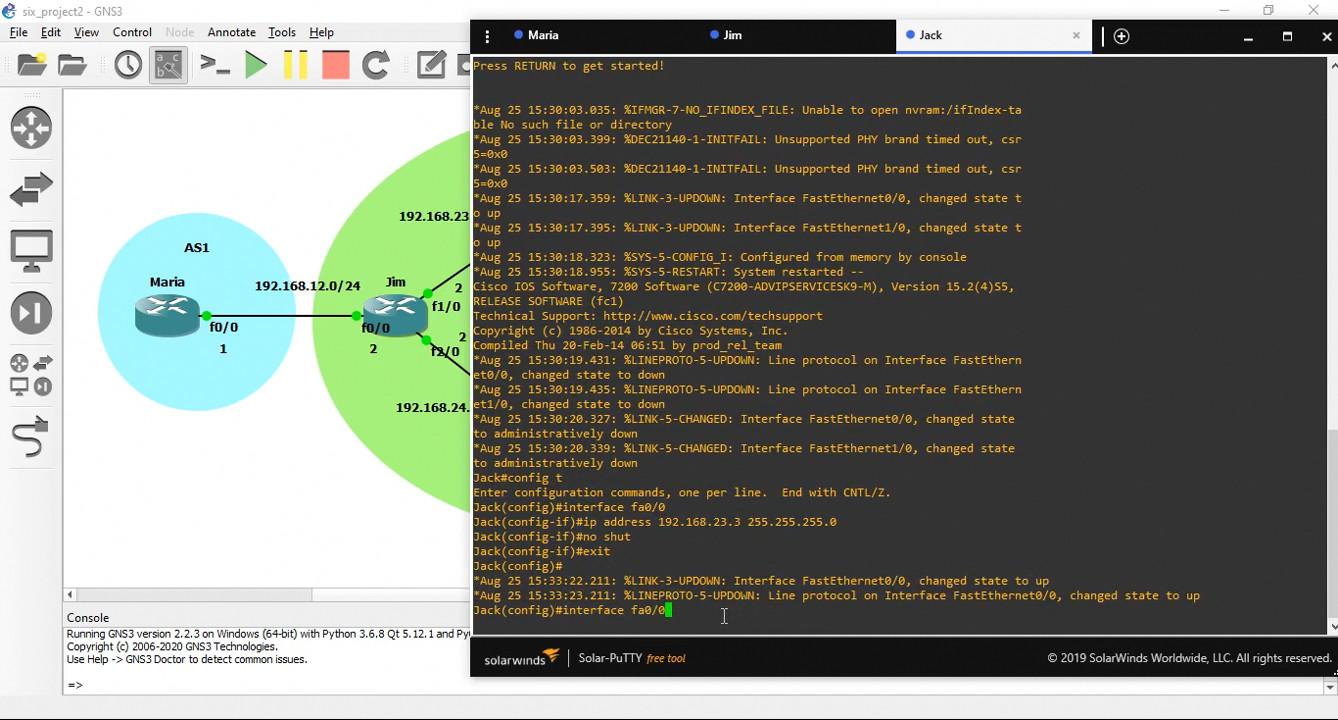 six_project2 - GNS3
File Edit View Control Node Annotate Tools Help
AS1
Maria
192.168.12.0/24
f0/0
1
192.168.23
Jim
2
f1/0
f0/0
2
2
f2/0
192.168.24.
Console
Running GNS3 version 2.2.3 on Windows (64-bit) with Python 3.6.8 Qt 5.12.1 and Py
Copyright (c) 2006-2020 GNS3 Technologies.
Use Help -> GNS3 Doctor to detect common issues.
=>
Maria Jim Jack
Press RETURN to get started!
*Aug 25 15:30:03.035: %IFMGR-7-NO_IFINDEX_FILE: Unable to open nvram:/ifIndex-ta
ble No such file or directory
*Aug 25 15:30:03.399: %DEC21140-1-INITFAIL: Unsupported PHY brand timed out, csr
5=0x0
*Aug 25 15:30:03.503: %DEC21140-1-INITFAIL: Unsupported PHY brand timed out, csr
5=0x0
*Aug 25 15:30:17.359: %LINK-3-UPDOWN: Interface FastEthernet0/0, changed state t
o up
*Aug 25 15:30:17.395: %LINK-3-UPDOWN: Interface FastEthernet1/0, changed state t
o up
*Aug 25 15:30:18.323: %SYS-5-CONFIG_I: Configured from memory by console
*Aug 25 15:30:18.955: %SYS-5-RESTART: System restarted --
Cisco IOS Software, 7200 Software (C7200-ADVIPSERVICESK9-M), Version 15.2(4)S5,
RELEASE SOFTWARE (fc1)
Technical Support: http://www.cisco.com/techsupport
Copyright (c) 1986-2014 by Cisco Systems, Inc.
Compiled Thu 20-Feb-14 06:51 by prod_rel_team
*Aug 25 15:30:19.431: %LINEPROTO-5-UPDOWN: Line protocol on Interface FastEthern
et0/0, changed state to down
*Aug 25 15:30:19.435: %LINEPROTO-5-UPDOWN: Line protocol on Interface FastEthern
et1/0, changed state to down
*Aug 25 15:30:20.327: %LINK-5-CHANGED: Interface FastEthernet0/0, changed state
to administratively down
*Aug 25 15:30:20.339: %LINK-5-CHANGED: Interface FastEthernet1/0, changed state
to administratively down
Jack#config t
Enter configuration commands, one per line.  End with CNTL/Z.
Jack(config)#interface fa0/0
Jack(config-if)#ip address 192.168.23.3 255.255.255.0
Jack(config-if)#no shut
Jack(config-if)#exit
Jack(config)#
*Aug 25 15:33:22.211: %LINK-3-UPDOWN: Interface FastEthernet0/0, changed state to up
*Aug 25 15:33:23.211: %LINEPROTO-5-UPDOWN: Line protocol on Interface FastEthernet0/0, changed state to up
Jack(config)#interface fa0/0
solarwinds Solar-PuTTY free tool © 2019 SolarWinds Worldwide, LLC. All rights reserved.